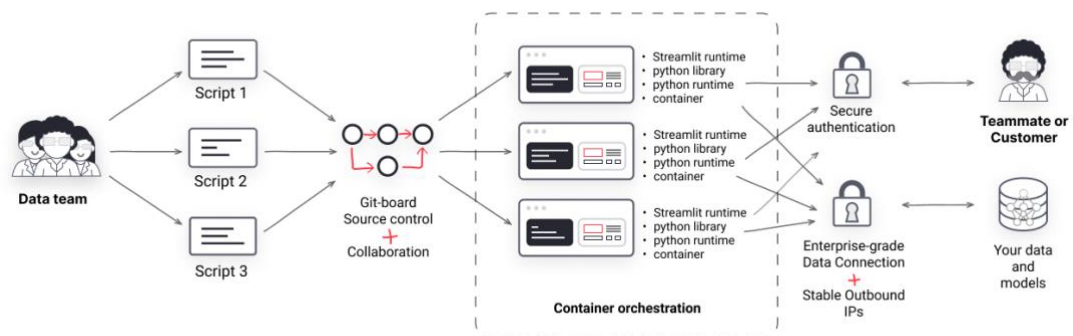 Data team
Script 1
Script 2
Script 3
Git-board
Source control
+
Collaboration
• Streamlit runtime
• python library
• python runtime
• container
• Streamlit runtime
• python library
• python runtime
• container
• Streamlit runtime
• python library
• python runtime
• container
Container orchestration
Secure
authentication
Enterprise-grade
Data Connection
+
Stable Outbound
IPs
Teammate or
Customer
Your data
and
models